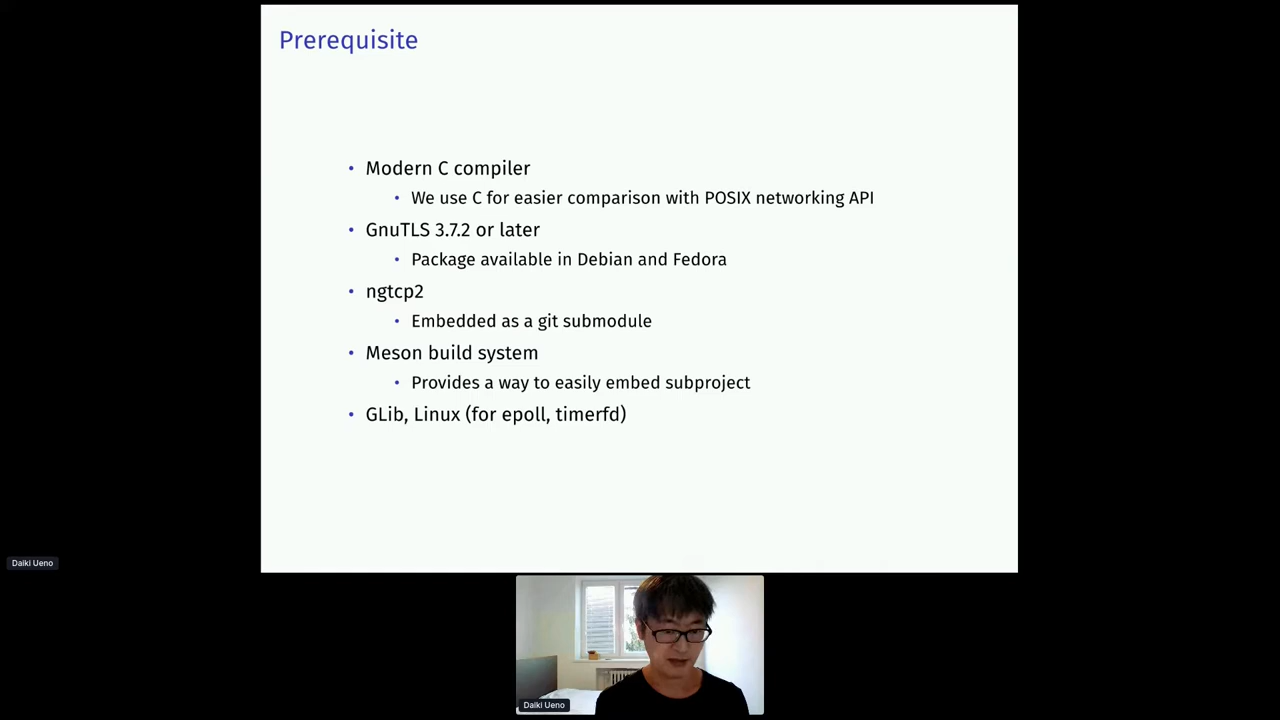 Prerequisite
• Modern C compiler
• We use C for easier comparison with POSIX networking API
• GnuTLS 3.7.2 or later
• Package available in Debian and Fedora
• ngtcp2
• Embedded as a git submodule
• Meson build system
• Provides a way to easily embed subproject
• GLib, Linux (for epoll, timerfd)
Daiki Ueno
Daiki Ueno